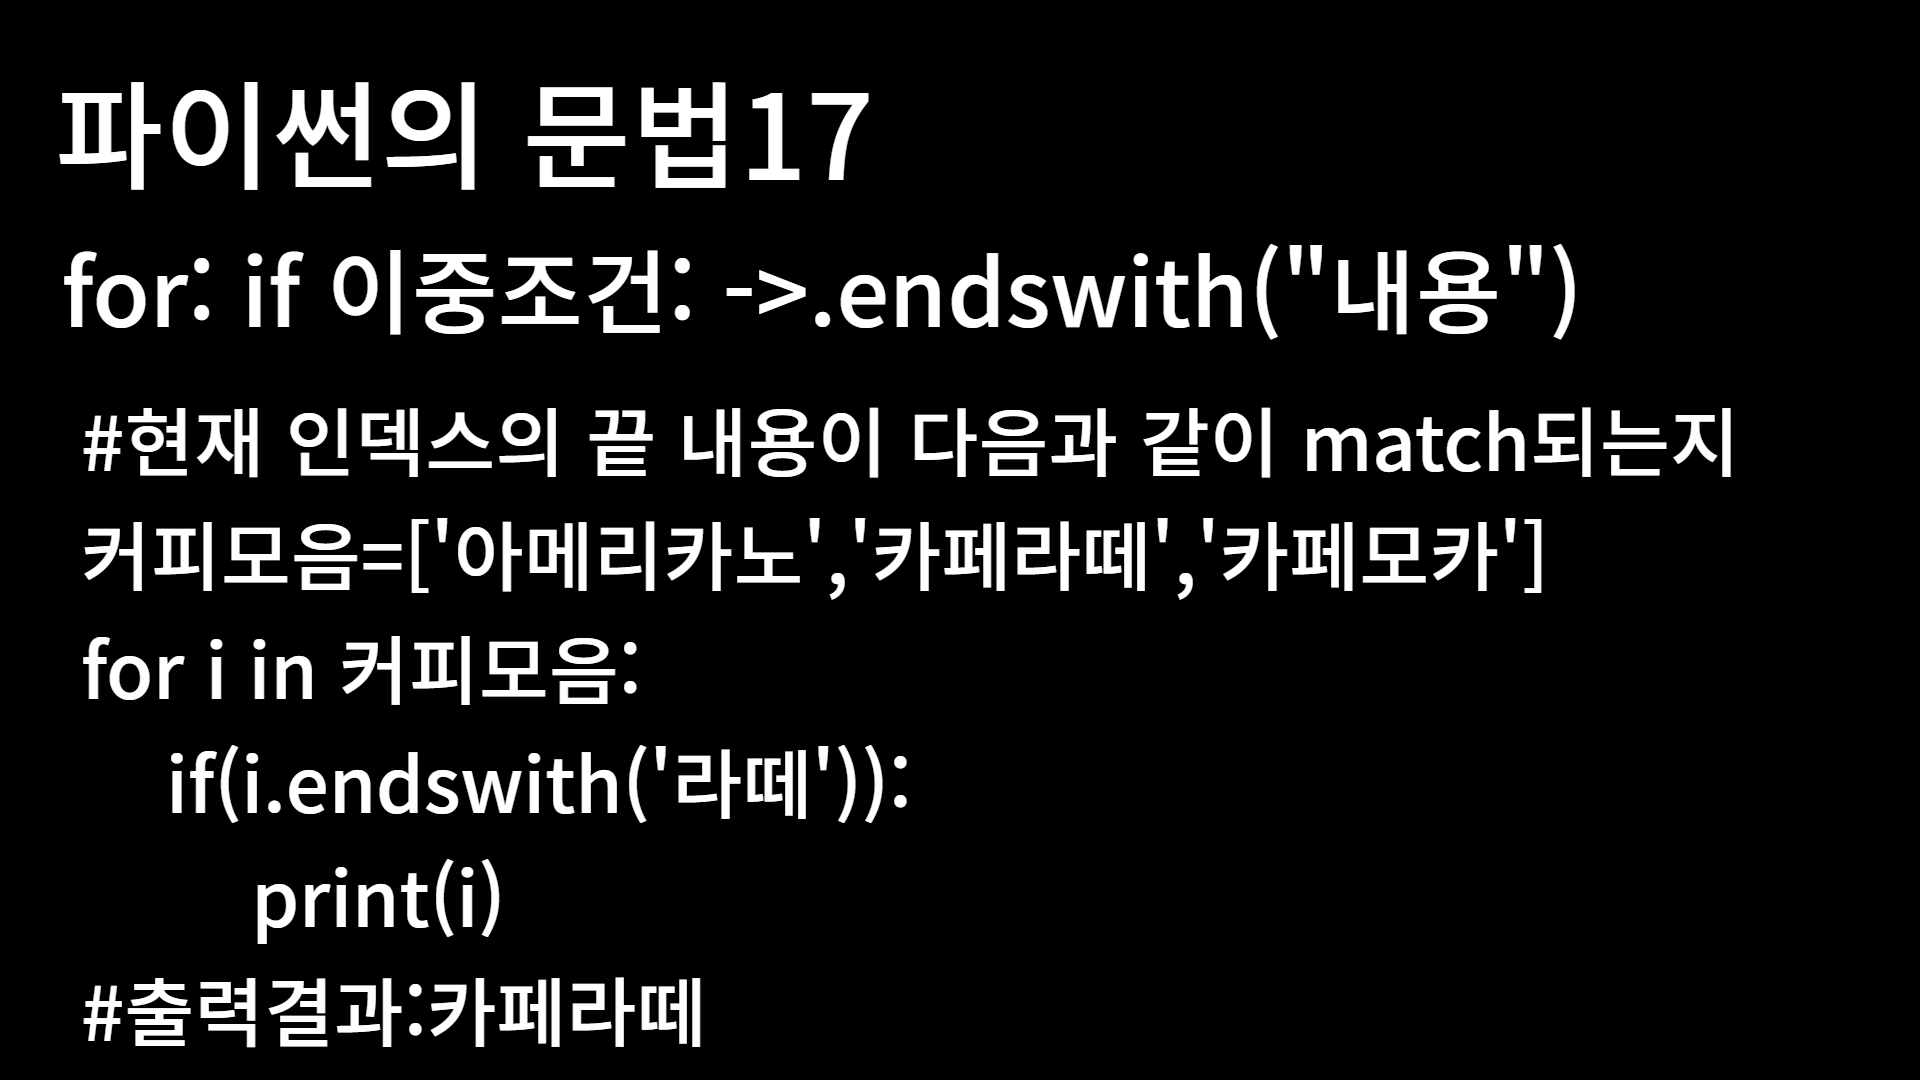 파이썬의 문법17
for: if 이중조건: ->.endswith("내용")
#현재 인덱스의 끝 내용이 다음과 같이 match되는지
커피모음=['아메리카노','카페라떼','카페모카']
for i in 커피모음:
if(i.endswith('라떼')):
print(i)
#출력결과:카페라떼